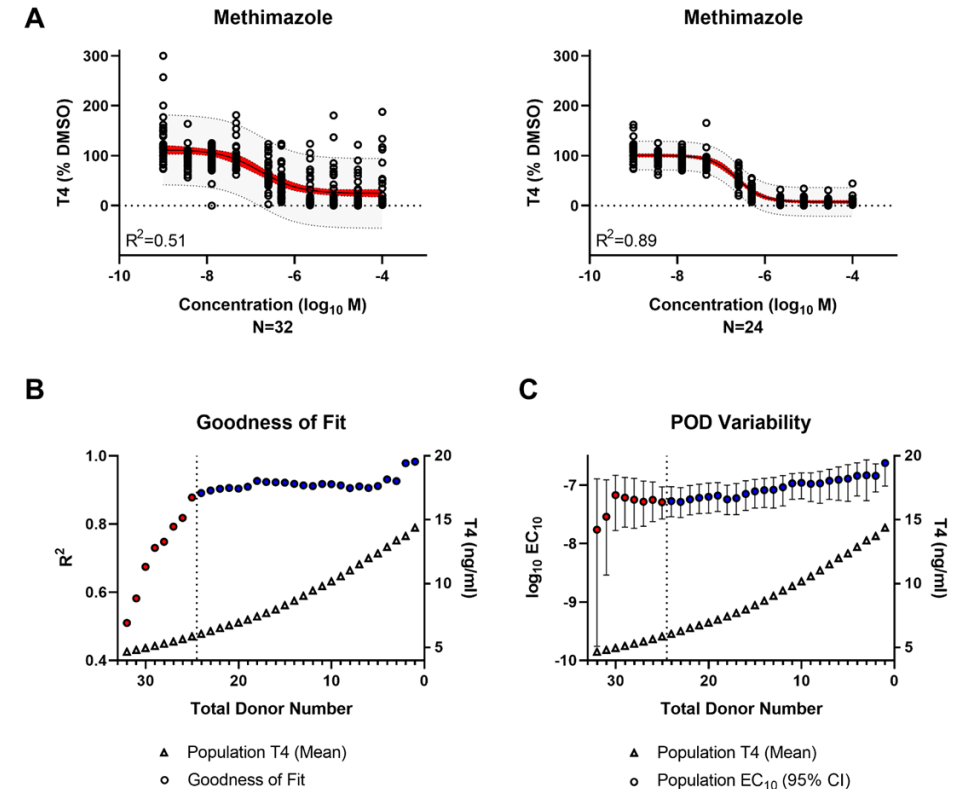 A
Methimazole
300
200
100
0
T4 (% DMSO)
R²=0.51
-10 -8 -6 -4
Concentration (log₁₀ M)
N=32
Methimazole
300
200
100
0
T4 (% DMSO)
R²=0.89
-10 -8 -6 -4
Concentration (log₁₀ M)
N=24
B
Goodness of Fit
1.0
0.8
0.6
0.4
R²
20
15
10
5
T4 (ng/ml)
30 20 10 0
Total Donor Number
Population T4 (Mean)
Goodness of Fit
C
POD Variability
-7
-8
-9
-10
log₁₀ EC₁₀
20
15
10
5
T4 (ng/ml)
30 20 10 0
Total Donor Number
Population T4 (Mean)
Population EC₁₀ (95% CI)